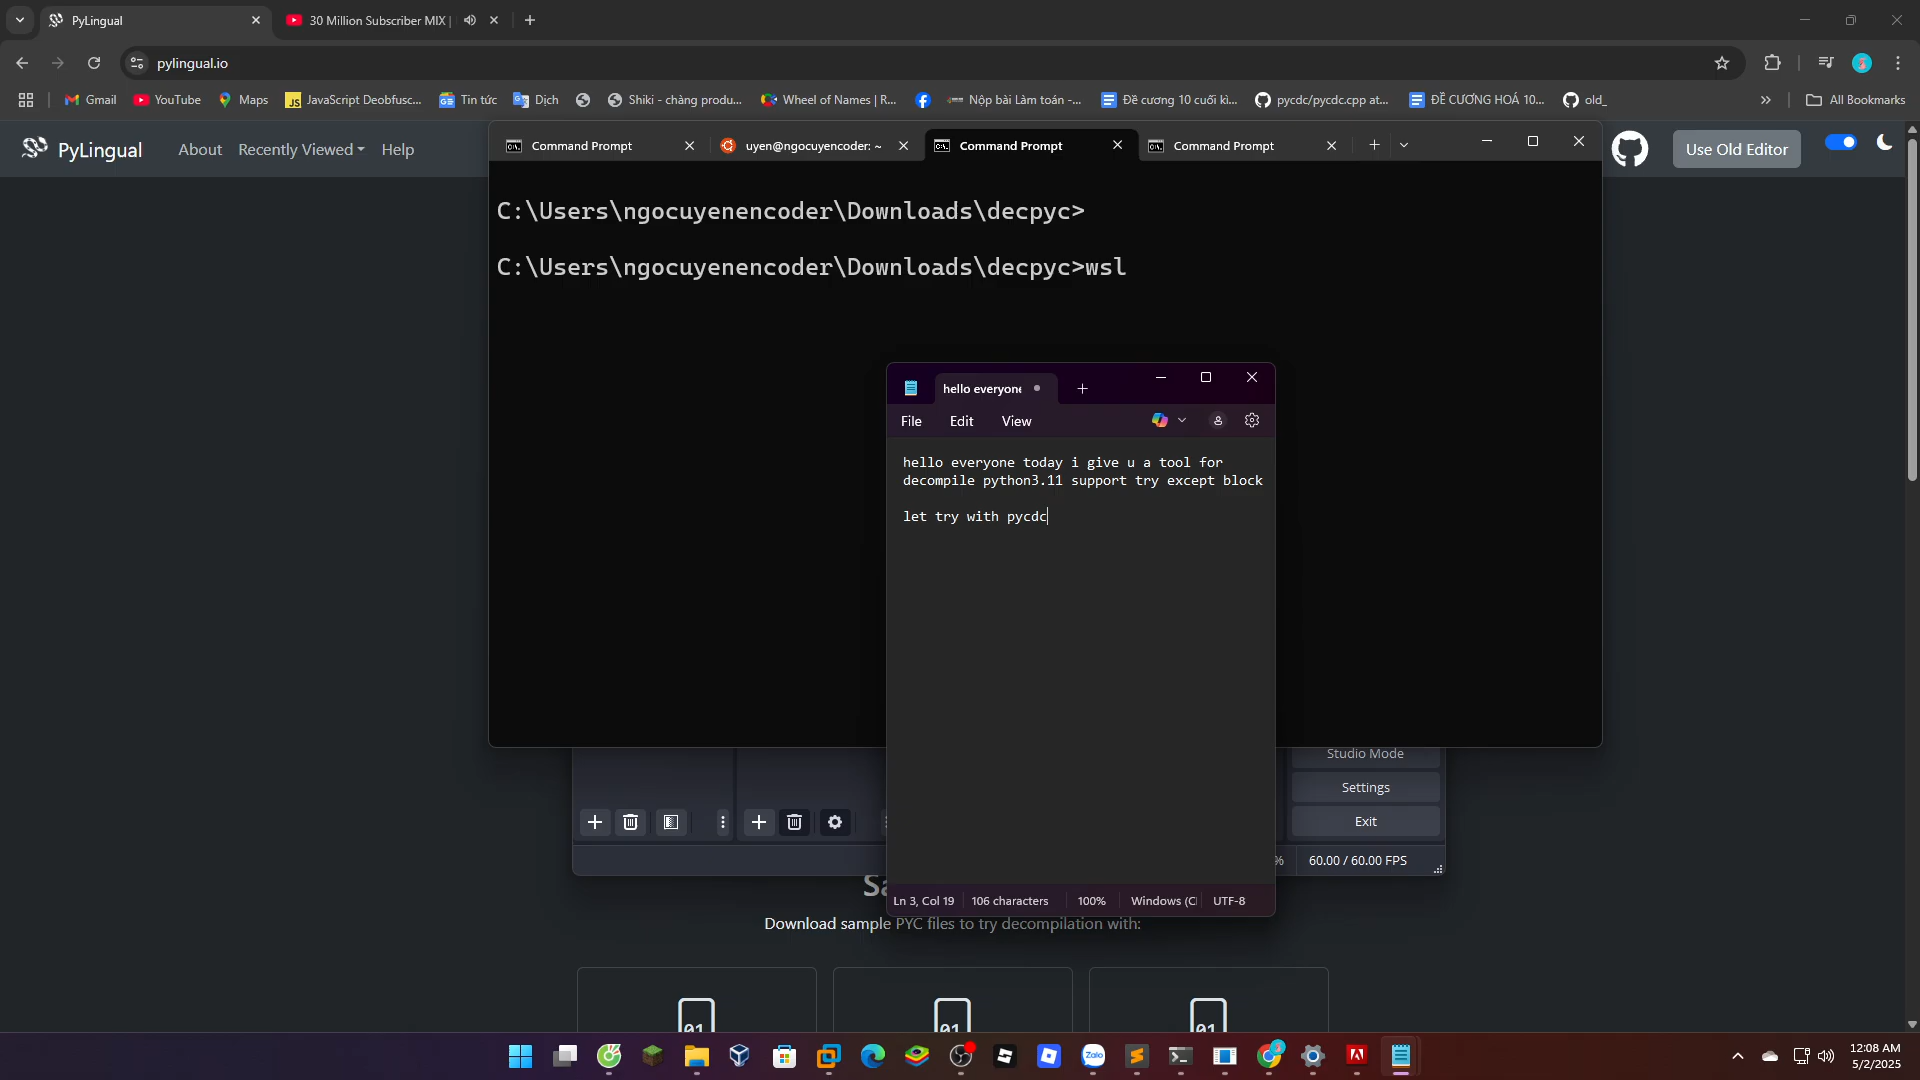 PyLingual
30 Million Subscriber MIX |
pylingual.io
Gmail
YouTube
Maps
JavaScript Deobfusc...
Tin tức
Dịch
Shiki - chàng produ...
Wheel of Names | R...
Nộp bài Làm toán -...
Đề cương 10 cuối kì...
pycdc/pycdc.cpp at...
ĐỀ CƯƠNG HOÁ 10...
old_
All Bookmarks
PyLingual
About
Recently Viewed
Help
Use Old Editor
Command Prompt
uyen@ngocuyencoder: ~
Command Prompt
Command Prompt
C:\Users\ngocuyenencoder\Downloads\decpyc>
C:\Users\ngocuyenencoder\Downloads\decpyc>wsl
hello everyone
File
Edit
View
hello everyone today i give u a tool for
decompile python3.11 support try except block
let try with pycdc
Ln 3, Col 19
106 characters
100%
Windows (C
UTF-8
Studio Mode
Settings
Exit
%
60.00 / 60.00 FPS
Sa
Download sample PYC files to try decompilation with:
01
01
01
Zalo
12:08 AM
5/2/2025